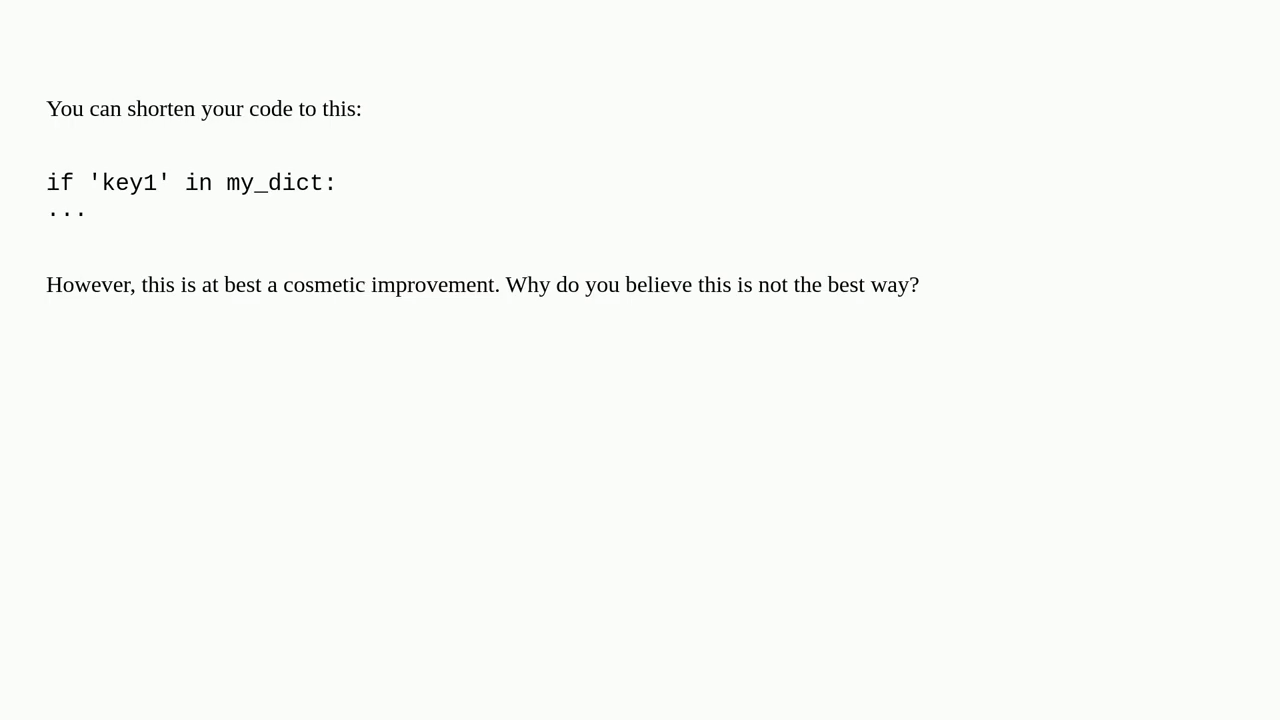 You can shorten your code to this:
if 'key1' in my_dict:
...
However, this is at best a cosmetic improvement. Why do you believe this is not the best way?